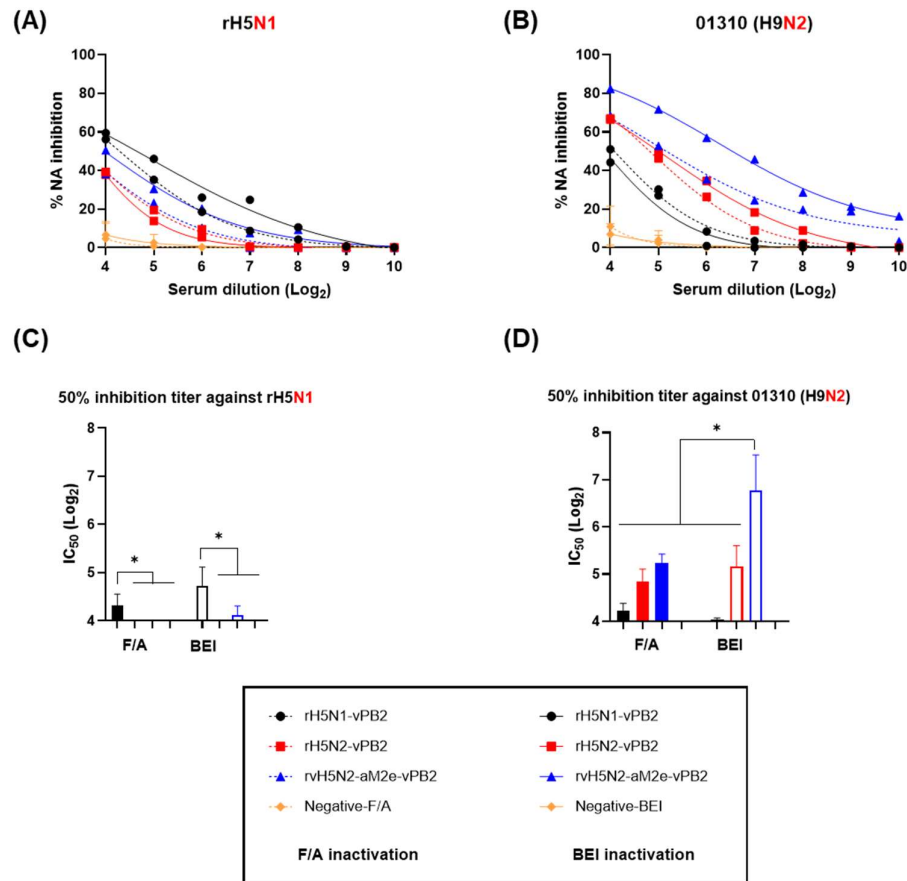 (A)
rH5N1
% NA inhibition
100
80
60
40
20
0
4 5 6 7 8 9 10
Serum dilution (Log2)
(B)
01310 (H9N2)
% NA inhibition
100
80
60
40
20
0
4 5 6 7 8 9 10
Serum dilution (Log2)
(C)
50% inhibition titer against rH5N1
IC50 (Log2)
8
7
6
5
4
*
*
F/A BEI
(D)
50% inhibition titer against 01310 (H9N2)
IC50 (Log2)
8
7
6
5
4
*
F/A BEI
rH5N1-vPB2
rH5N2-vPB2
rvH5N2-aM2e-vPB2
Negative-F/A
F/A inactivation
rH5N1-vPB2
rH5N2-vPB2
rvH5N2-aM2e-vPB2
Negative-BEI
BEI inactivation